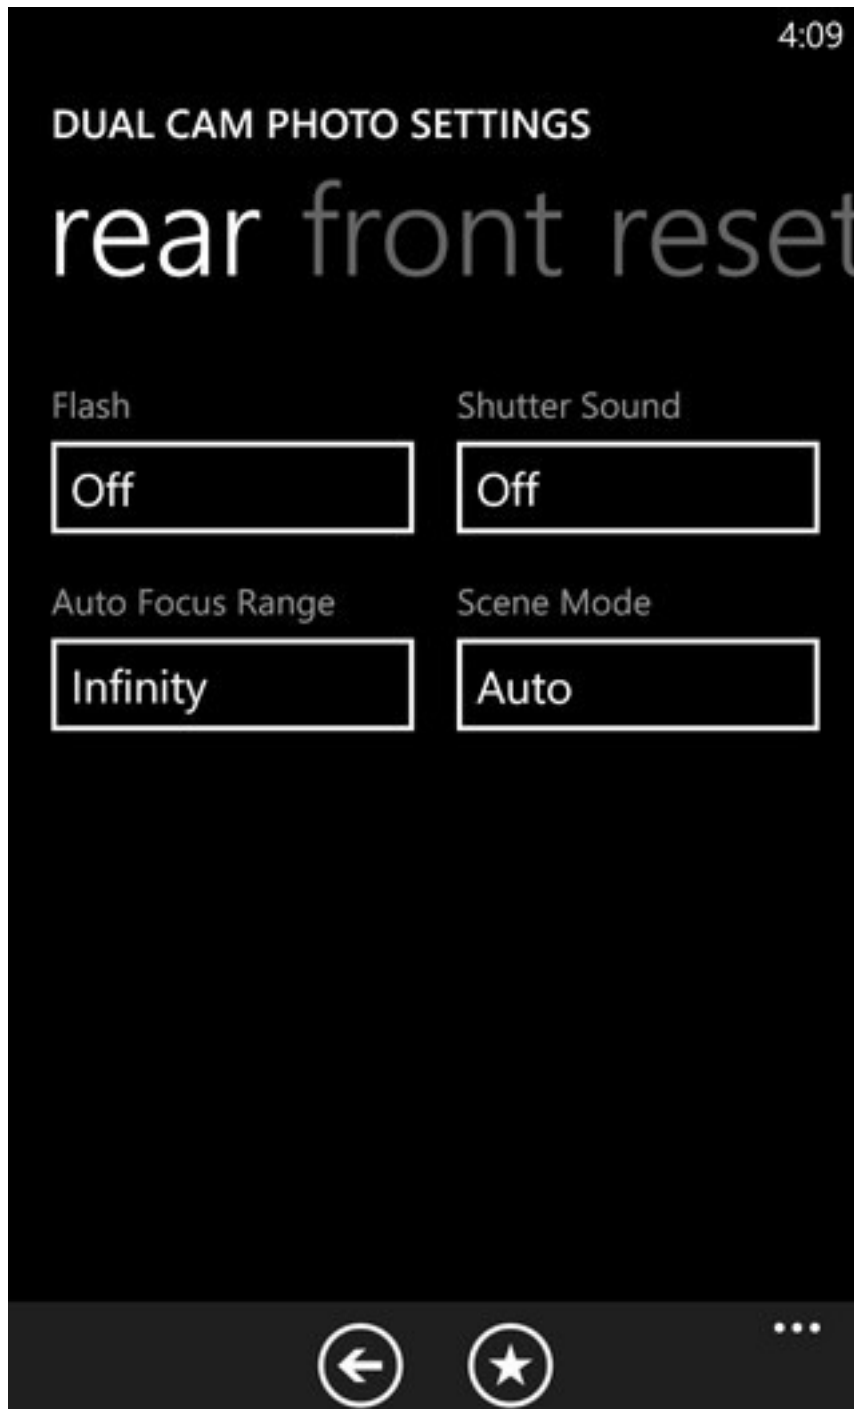 4:09
DUAL CAM PHOTO SETTINGS
rear front reset
Flash Shutter Sound
Off Off
Auto Focus Range Scene Mode
Infinity Auto